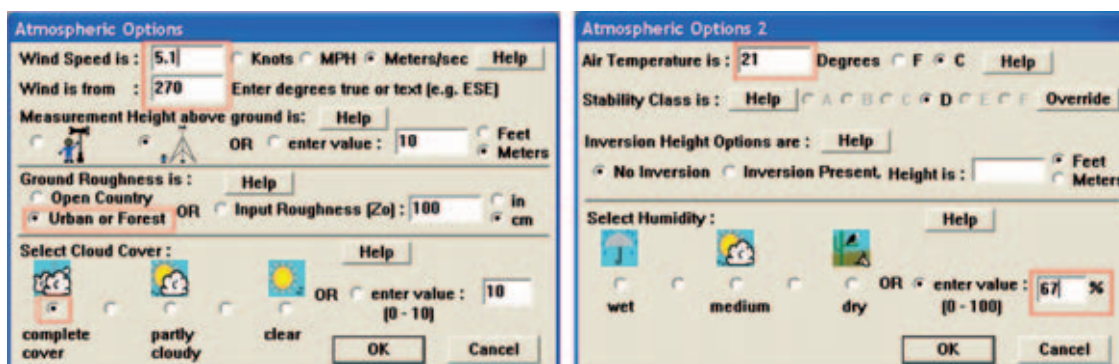 Atmospheric Options
Wind Speed is : 5.1 Knots MPH Meters/sec Help
Wind is from : 270 Enter degrees true or text (e.g. ESE)
Measurement Height above ground is: Help
OR enter value : 10 Feet
Meters
Ground Roughness is : Help
Open Country
Urban or Forest OR Input Roughness (Zo) : 100 in
cm
Select Cloud Cover : Help
OR enter value : 10
(0 - 10)
complete cover partly cloudy clear
OK Cancel
Atmospheric Options 2
Air Temperature is : 21 Degrees F C Help
Stability Class is : Help A B C D E F Override
Inversion Height Options are : Help
No Inversion Inversion Present, Height is : Feet
Meters
Select Humidity : Help
OR enter value : 67 %
wet medium dry (0 - 100)
OK Cancel